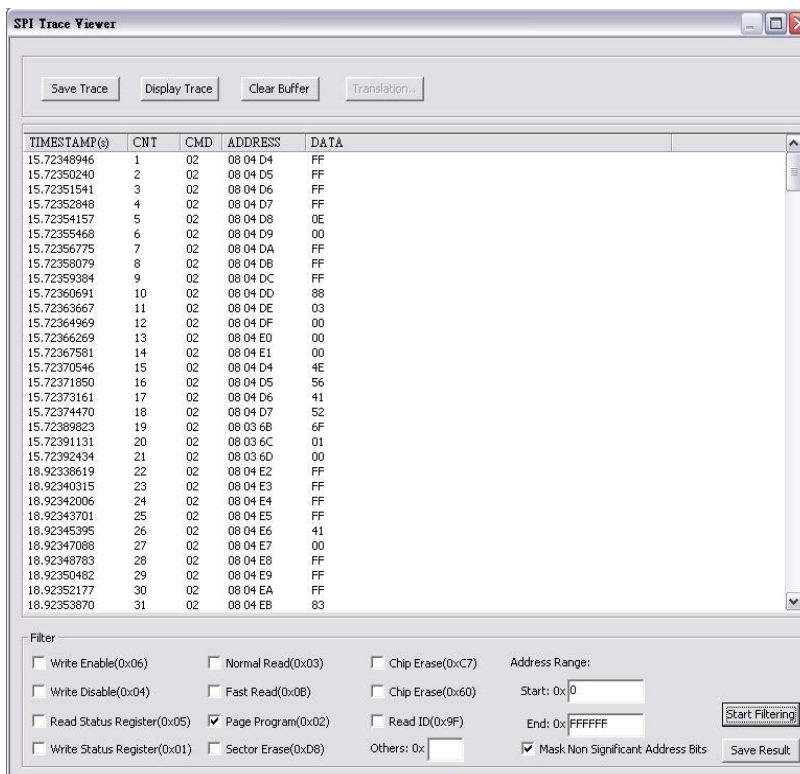 SPI Trace Viewer
Save Trace Display Trace Clear Buffer Translation..
TIMESTAMP(s) CNT CMD ADDRESS DATA
15.72348946 1 02 08 04 D4 FF
15.72350240 2 02 08 04 D5 FF
15.72351541 3 02 08 04 D6 FF
15.72352848 4 02 08 04 D7 FF
15.72354157 5 02 08 04 D8 0E
15.72355468 6 02 08 04 D9 00
15.72356775 7 02 08 04 DA FF
15.72358079 8 02 08 04 DB FF
15.72359384 9 02 08 04 DC FF
15.72360691 10 02 08 04 DD 88
15.72363667 11 02 08 04 DE 03
15.72364969 12 02 08 04 DF 00
15.72366269 13 02 08 04 E0 00
15.72367581 14 02 08 04 E1 00
15.72370546 15 02 08 04 D4 4E
15.72371850 16 02 08 04 D5 56
15.72373161 17 02 08 04 D6 41
15.72374470 18 02 08 04 D7 52
15.72389823 19 02 08 03 6B 6F
15.72391131 20 02 08 03 6C 01
15.72392434 21 02 08 03 6D 00
18.92338619 22 02 08 04 E2 FF
18.92340315 23 02 08 04 E3 FF
18.92342006 24 02 08 04 E4 FF
18.92343701 25 02 08 04 E5 FF
18.92345395 26 02 08 04 E6 41
18.92347088 27 02 08 04 E7 00
18.92348783 28 02 08 04 E8 FF
18.92350482 29 02 08 04 E9 FF
18.92352177 30 02 08 04 EA FF
18.92353870 31 02 08 04 EB 83
Filter
Write Enable(0x06) Normal Read(0x03) Chip Erase(0xC7) Address Range:
Write Disable(0x04) Fast Read(0x0B) Chip Erase(0x60) Start: 0x 0
Read Status Register(0x05) Page Program(0x02) Read ID(0x9F) End: 0x FFFFFF Start Filtering
Write Status Register(0x01) Sector Erase(0xD8) Others: 0x Mask Non Significant Address Bits Save Result